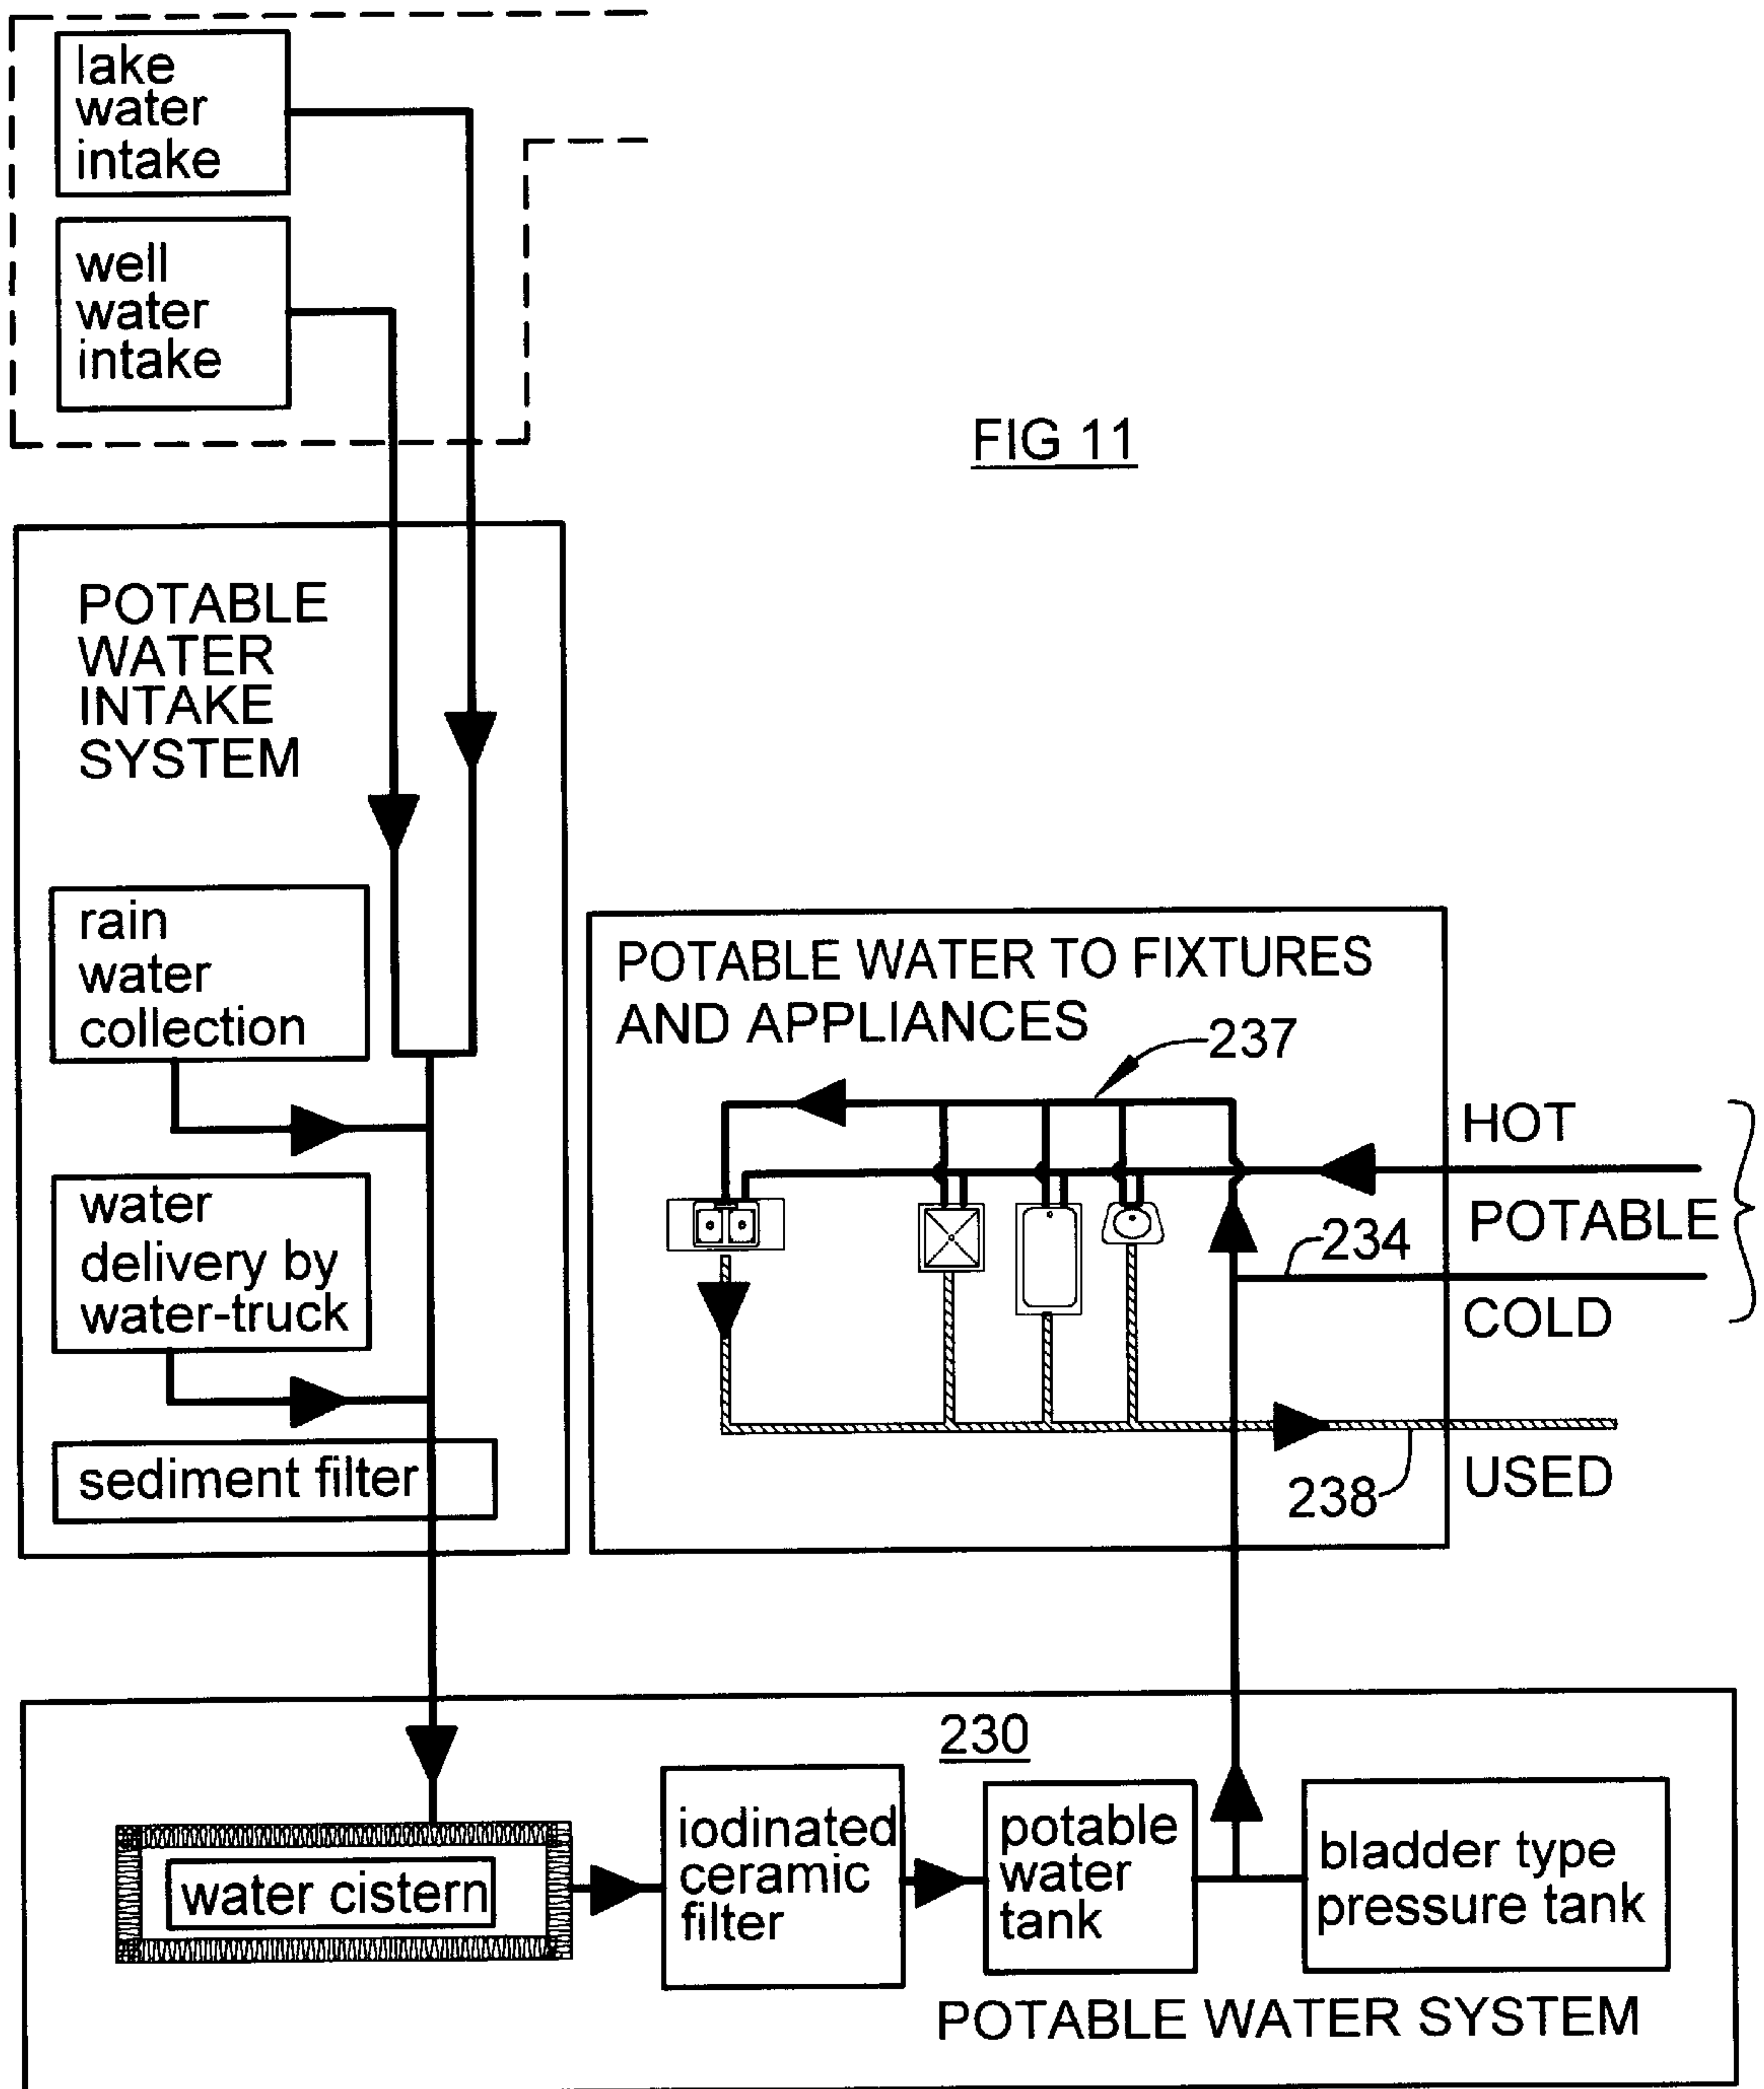 lake
water
intake
well
water
intake
FIG 11
POTABLE
WATER
INTAKE
SYSTEM
rain
water
collection
water
delivery by
water-truck
sediment filter
POTABLE WATER TO FIXTURES
AND APPLIANCES
237
HOT
POTABLE
234
COLD
238
USED
230
water cistern
iodinated
ceramic
filter
potable
water
tank
bladder type
pressure tank
POTABLE WATER SYSTEM